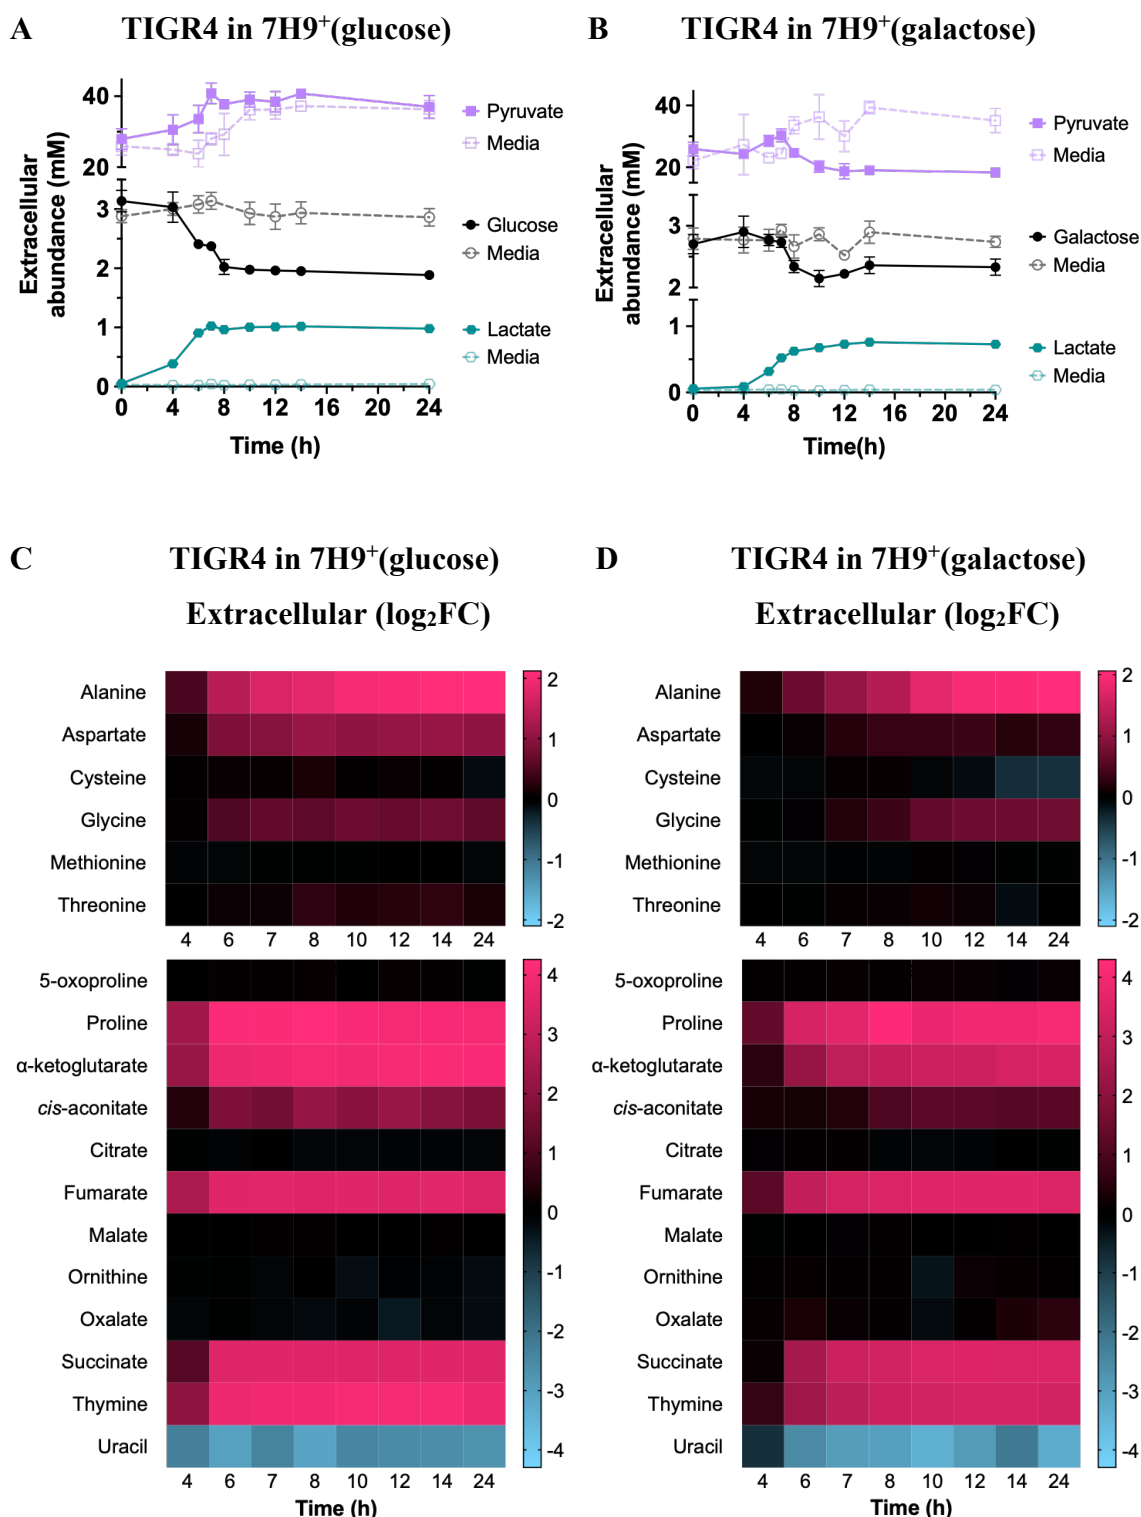 A TIGR4 in 7H9⁺(glucose)
40
20
3
2
1
0
0 4 8 12 16 20 24
Extracellular
abundance (mM)
Time (h)
Pyruvate
Media
Glucose
Media
Lactate
Media
B TIGR4 in 7H9⁺(galactose)
40
20
3
2
1
0
0 4 8 12 16 20 24
Extracellular
abundance (mM)
Time(h)
Pyruvate
Media
Galactose
Media
Lactate
Media
C TIGR4 in 7H9⁺(glucose)
Extracellular (log₂FC)
Alanine
Aspartate
Cysteine
Glycine
Methionine
Threonine
4 6 7 8 10 12 14 24
2
1
0
-1
-2
5-oxoproline
Proline
α-ketoglutarate
cis-aconitate
Citrate
Fumarate
Malate
Ornithine
Oxalate
Succinate
Thymine
Uracil
4 6 7 8 10 12 14 24
Time (h)
4
3
2
1
0
-1
-2
-3
-4
D TIGR4 in 7H9⁺(galactose)
Extracellular (log₂FC)
Alanine
Aspartate
Cysteine
Glycine
Methionine
Threonine
4 6 7 8 10 12 14 24
2
1
0
-1
-2
5-oxoproline
Proline
α-ketoglutarate
cis-aconitate
Citrate
Fumarate
Malate
Ornithine
Oxalate
Succinate
Thymine
Uracil
4 6 7 8 10 12 14 24
Time (h)
4
3
2
1
0
-1
-2
-3
-4